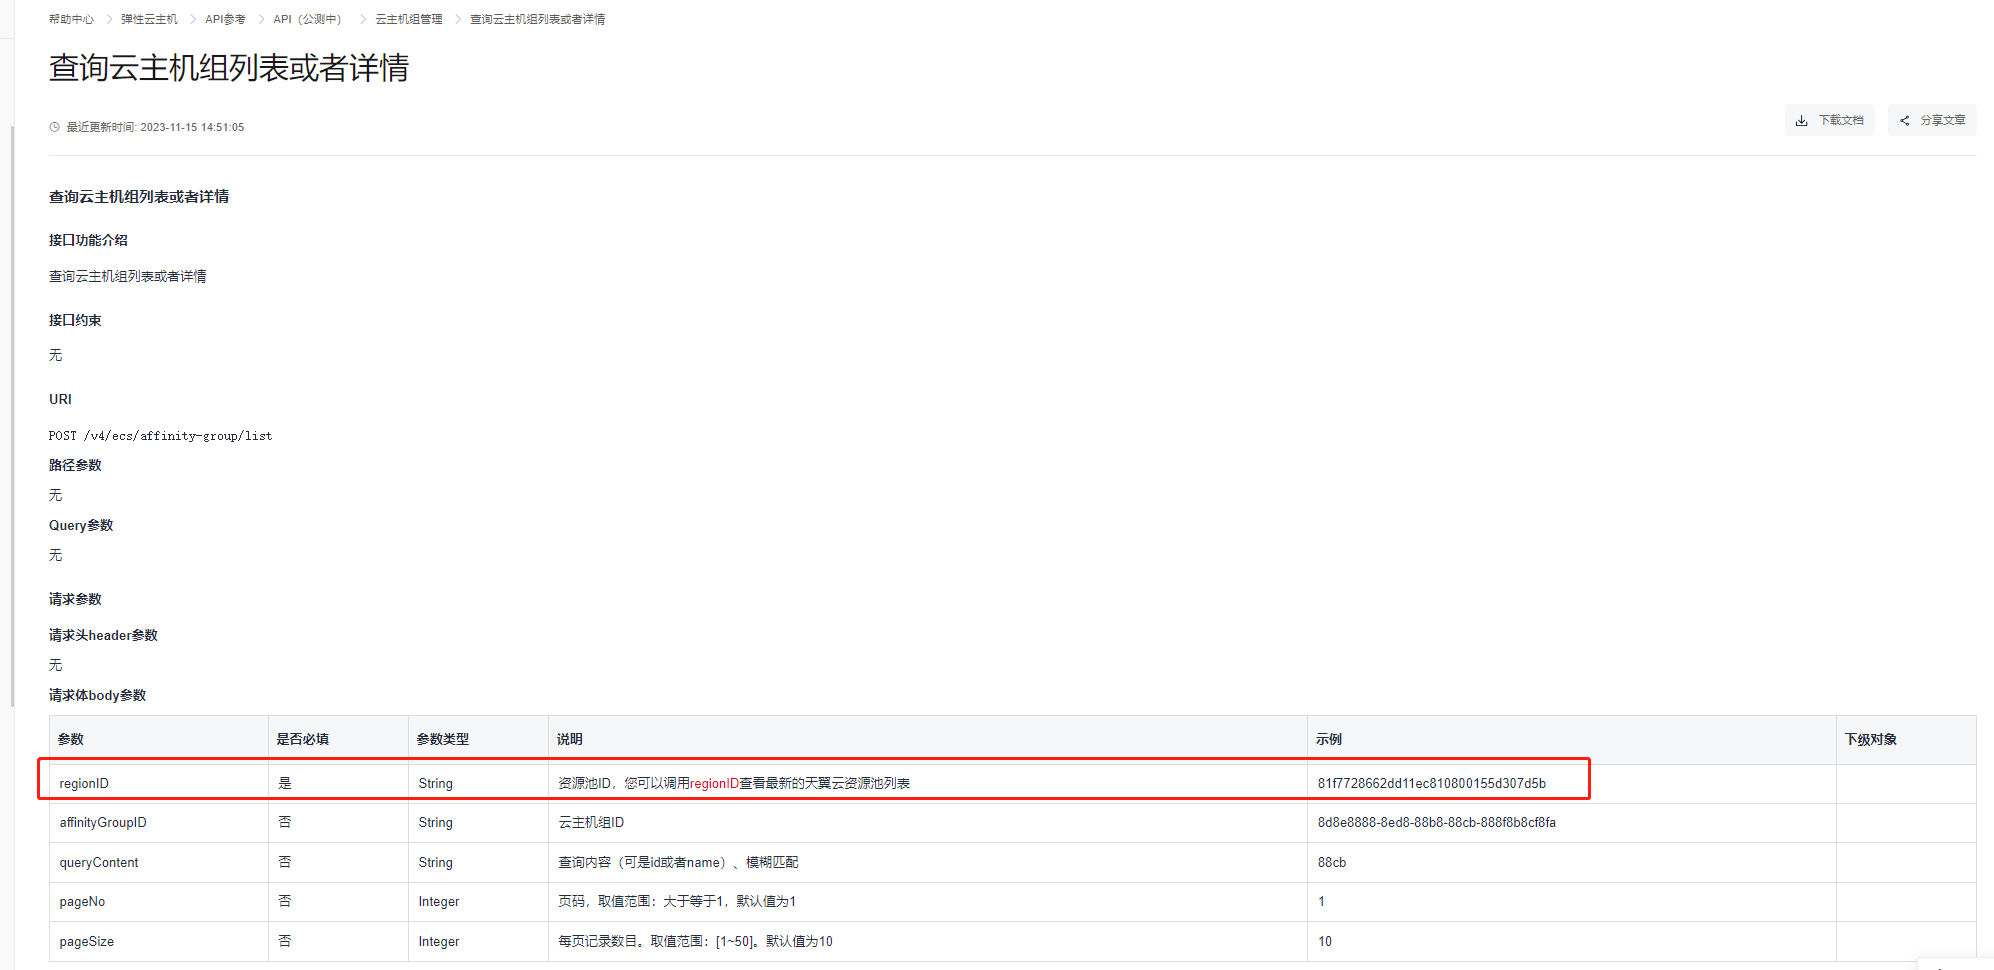 帮助中心 > 弹性云主机 > API参考 > API（公测中） > 云主机组管理 > 查询云主机组列表或者详情
查询云主机组列表或者详情
最近更新时间: 2023-11-15 14:51:05
下载文档 分享文章
查询云主机组列表或者详情
接口功能介绍
查询云主机组列表或者详情
接口约束
无
URI
POST /v4/ecs/affinity-group/list
路径参数
无
Query参数
无
请求参数
请求头header参数
无
请求体body参数
参数 是否必填 参数类型 说明 示例 下级对象
regionID 是 String 资源池ID，您可以调用regionID查看最新的天翼云资源池列表 81f7728662dd11ec810800155d307d5b
affinityGroupID 否 String 云主机组ID 8d8e8888-8ed8-88b8-88cb-888f8b8cf8fa
queryContent 否 String 查询内容（可是id或者name）、模糊匹配 88cb
pageNo 否 Integer 页码，取值范围：大于等于1，默认值为1 1
pageSize 否 Integer 每页记录数目。取值范围：[1~50]。默认值为10 10